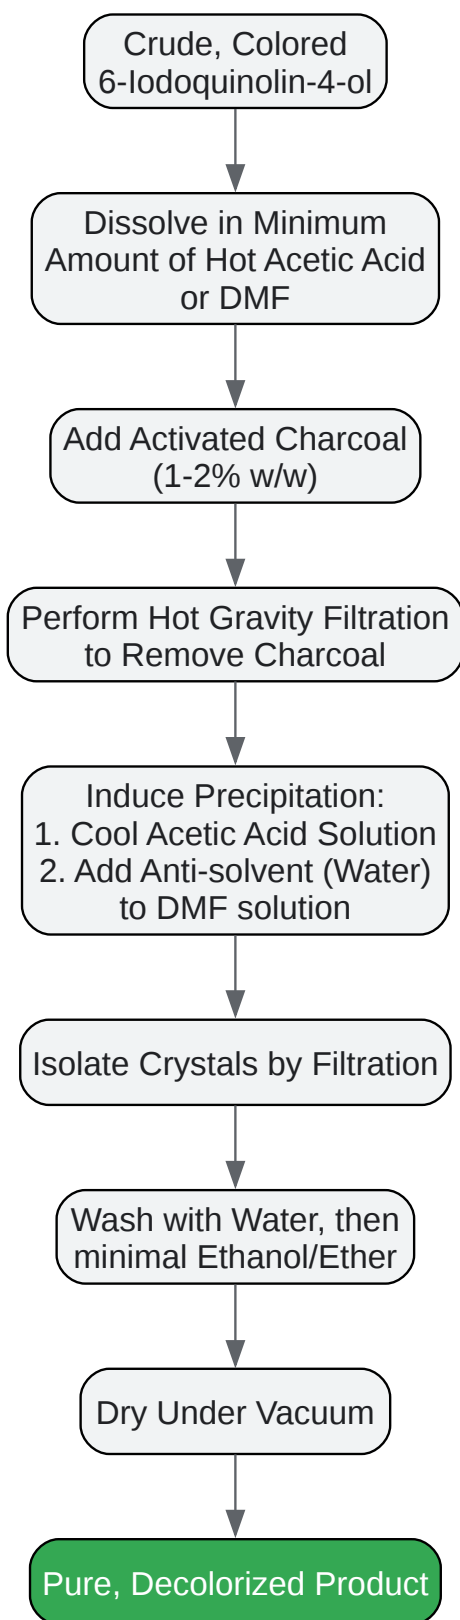 Crude, Colored
6-Iodoquinolin-4-ol
Dissolve in Minimum
Amount of Hot Acetic Acid
or DMF
Add Activated Charcoal
(1-2% w/w)
Perform Hot Gravity Filtration
to Remove Charcoal
Induce Precipitation:
1. Cool Acetic Acid Solution
2. Add Anti-solvent (Water)
to DMF solution
Isolate Crystals by Filtration
Wash with Water, then
minimal Ethanol/Ether
Dry Under Vacuum
Pure, Decolorized Product